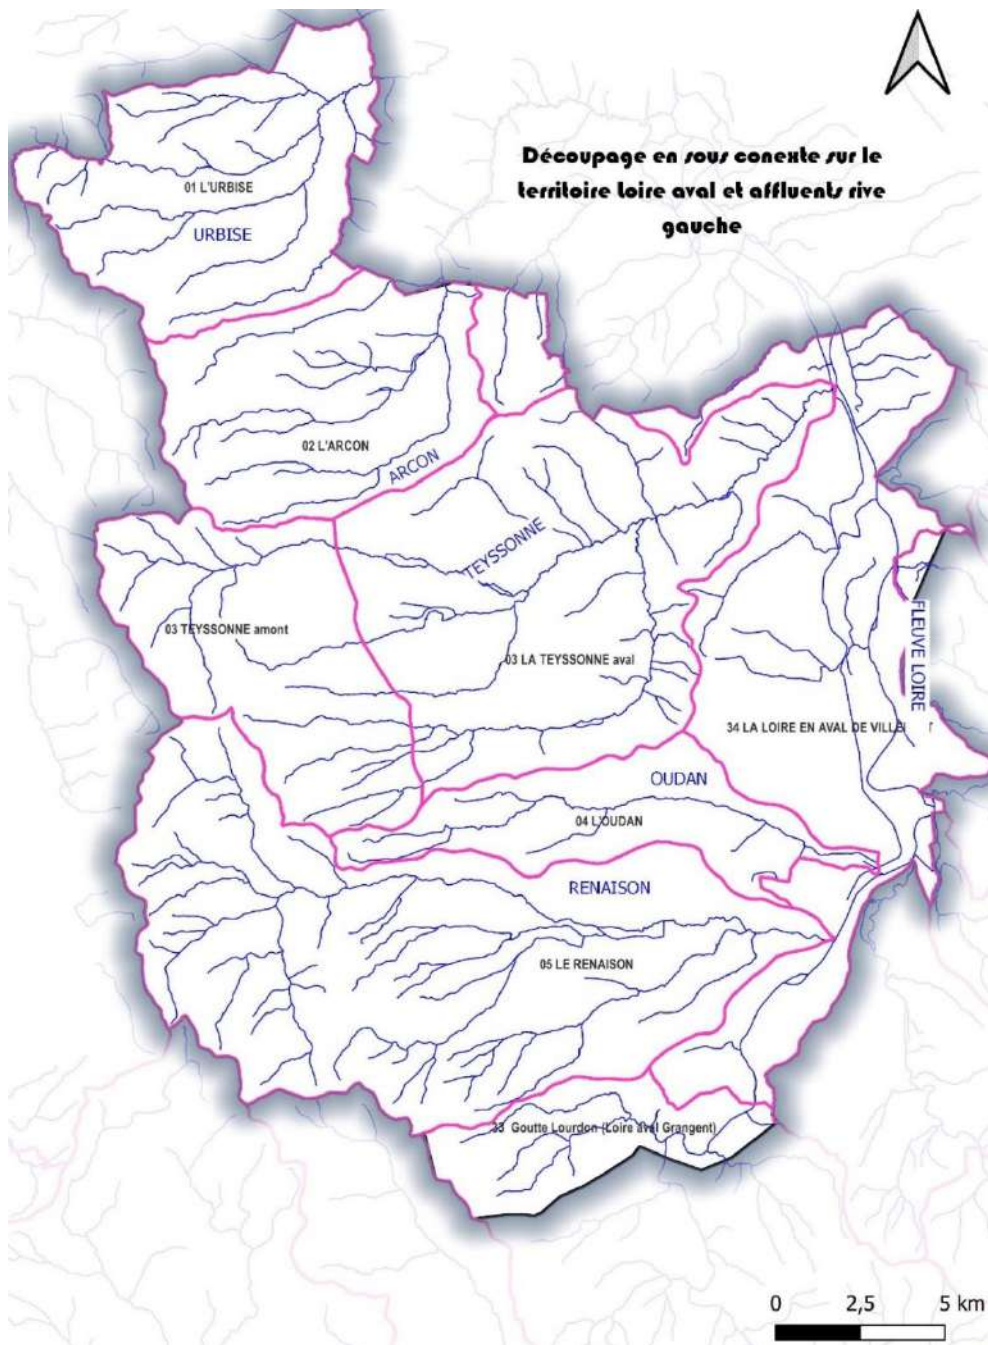 Découpage en sous conexte sur le
territoire Loire aval et affluents rive
gauche
01 L'URBISE
URBISE
02 L'ARCON
ARCON
TEYSSONNE
03 TEYSSONNE amont
03 LA TEYSSONNE aval
FLEUVE LOIRE
34 LA LOIRE EN AVAL DE VILLE T
OUDAN
04 L'OUDAN
RENAISON
05 LE RENAISON
33 Goutte Lourdon (Loire aval Grangent)
0 2,5 5 km